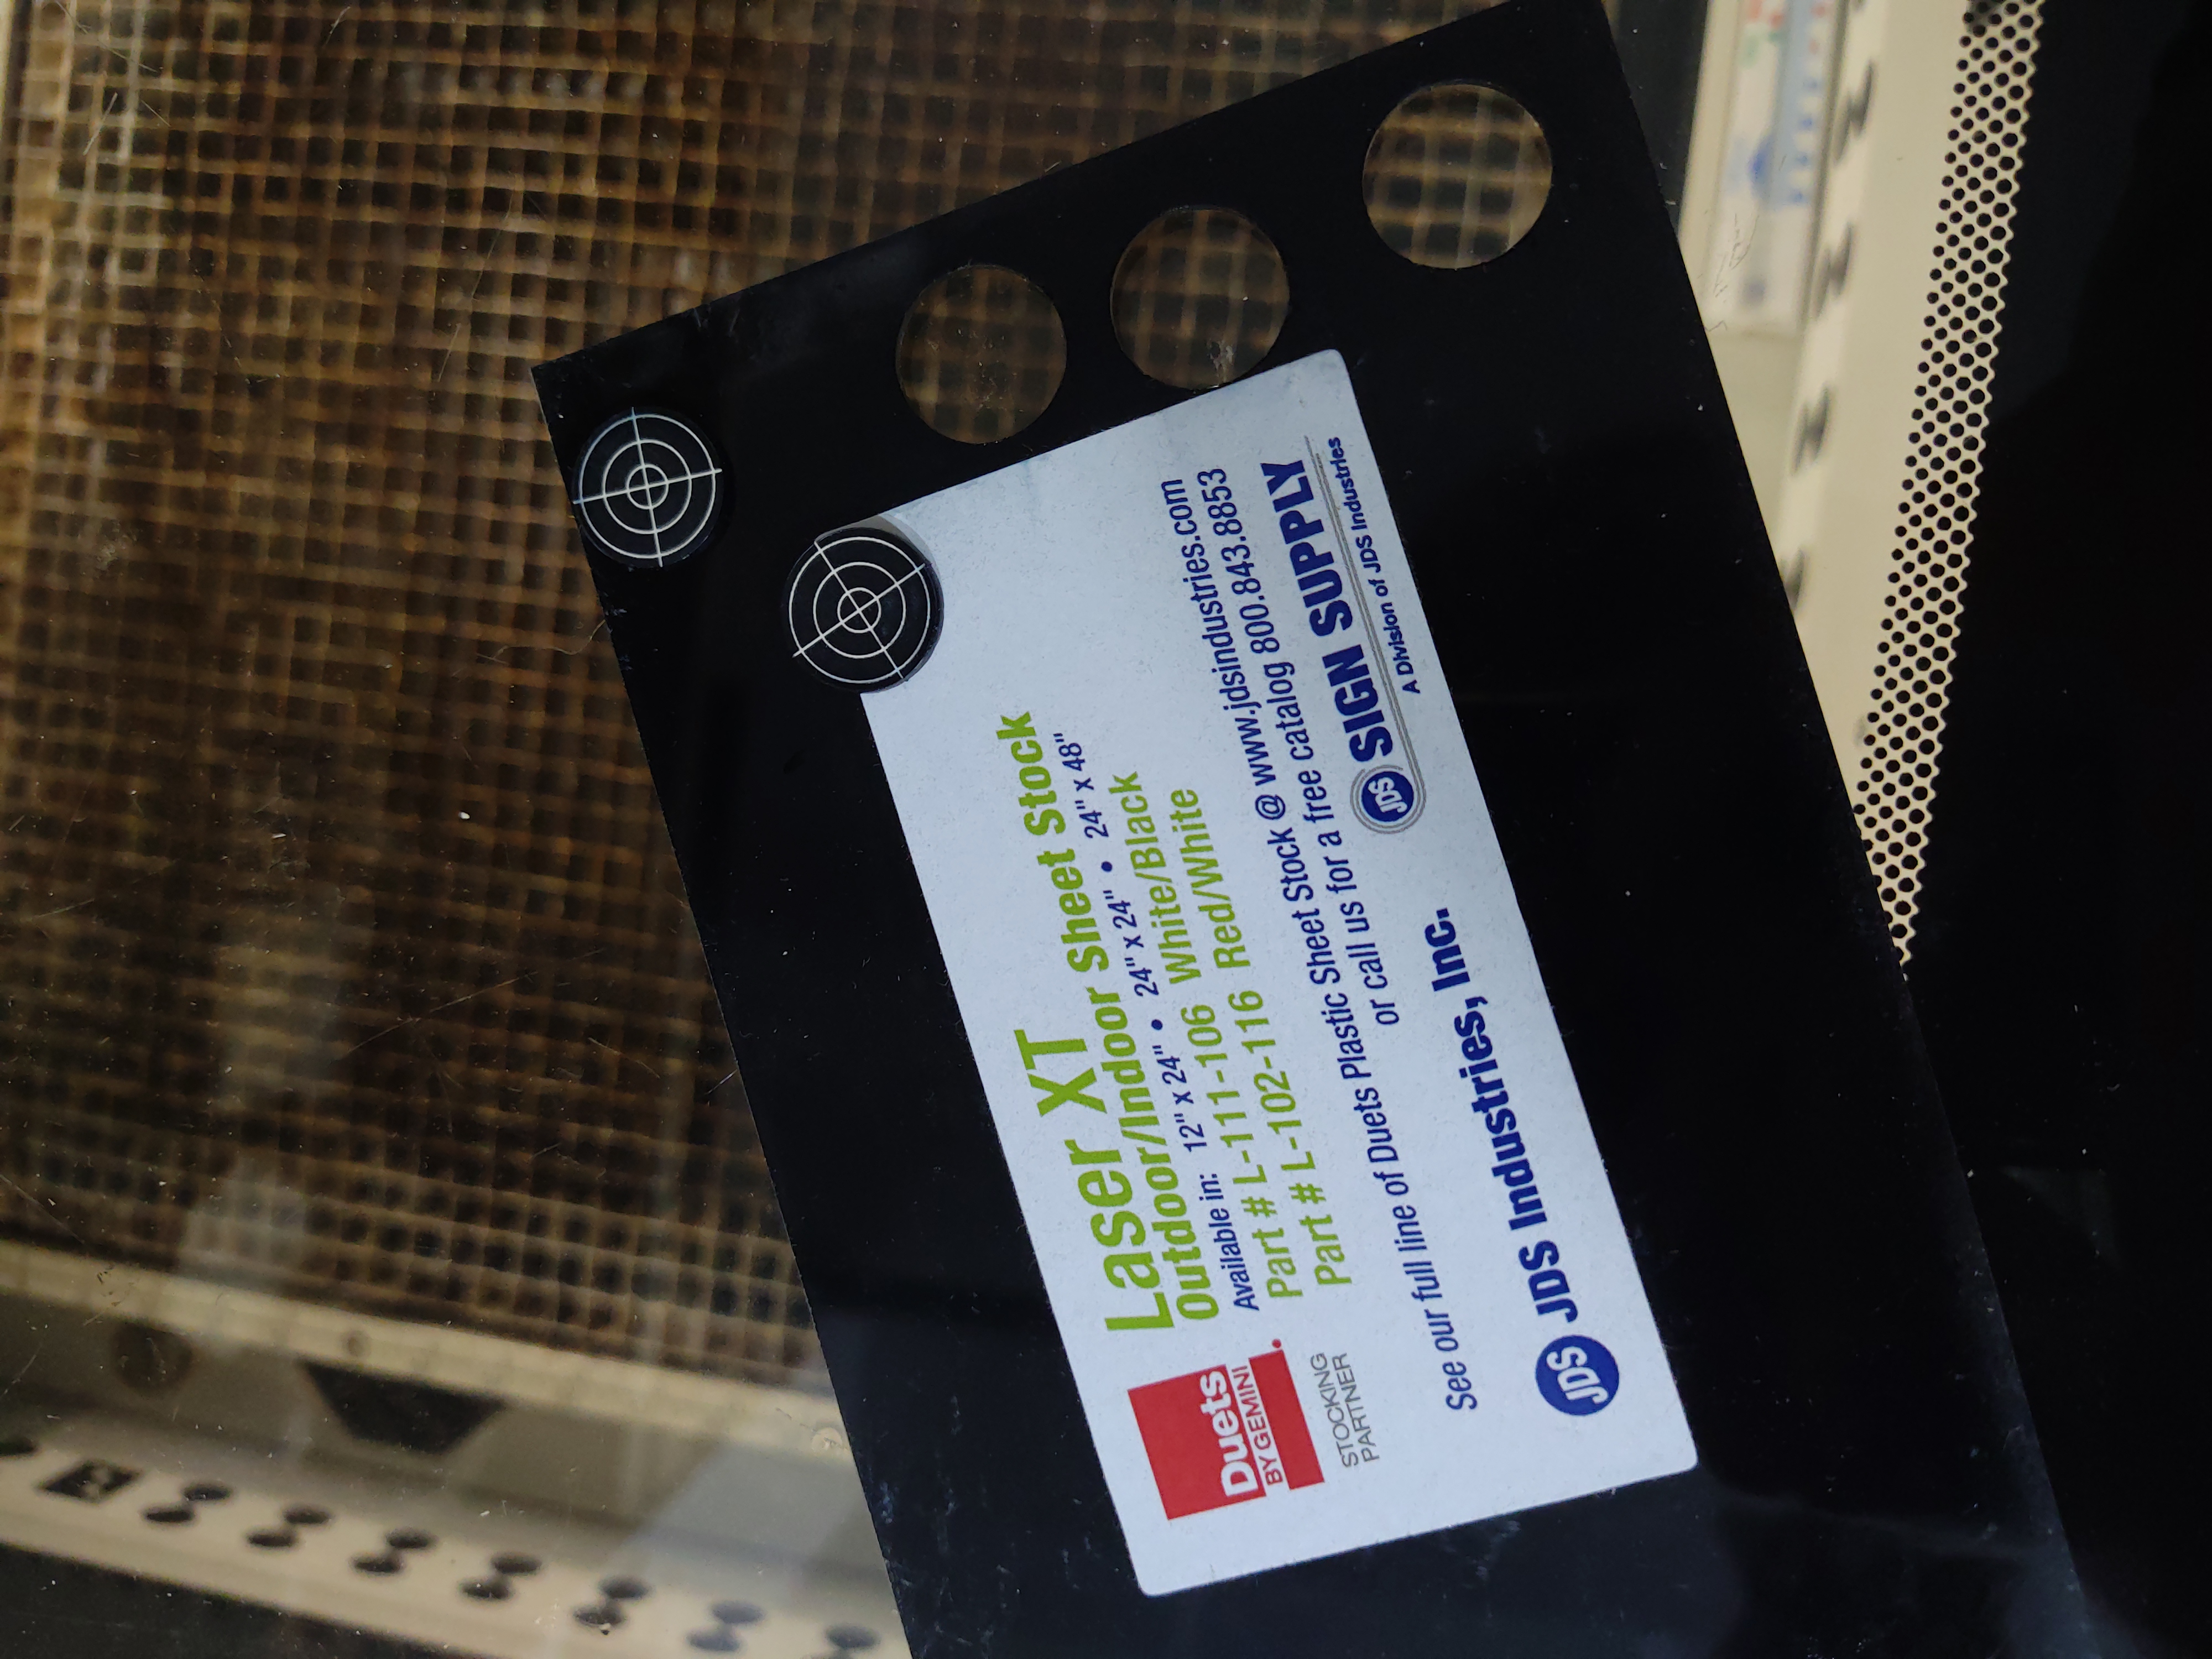 Duets
BY GEMINI
STOCKING
PARTNER
Laser XT
Outdoor/Indoor Sheet Stock
Available in: 12" x 24" • 24" x 24" • 24" x 48"
Part # L-111-106 White/Black
Part # L-102-116 Red/White
See our full line of Duets Plastic Sheet Stock @ www.jdsindustries.com
or call us for a free catalog 800.843.8853
JDS JDS Industries, Inc.
JDS SIGN SUPPLY
A Division of JDS Industries